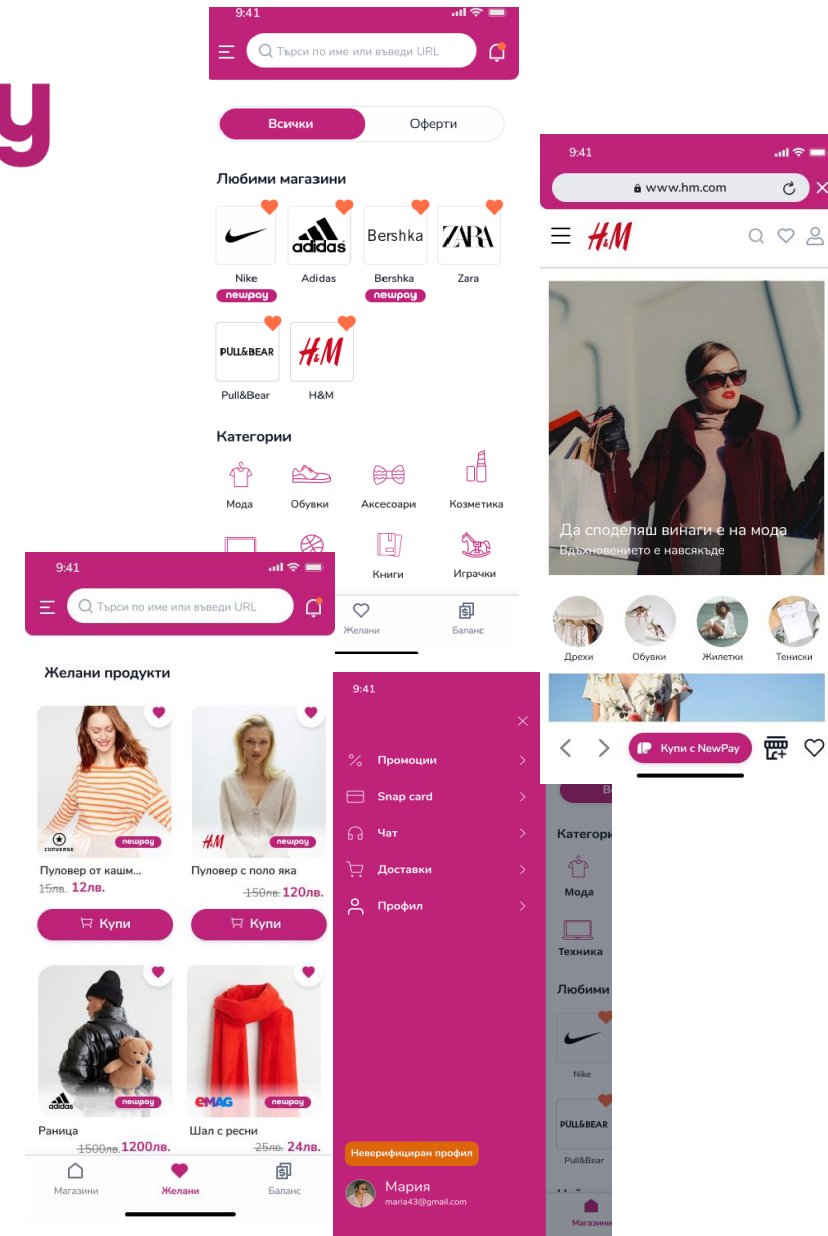 y
9:41
Търси по име или въведи URL
Всички
Оферти
Любими магазини
adidas
Bershka
ZARA
Nike
Adidas
Bershka
Zara
newpay
newpay
PULL&BEAR
H&M
Pull&Bear
H&M
Категории
Мода
Обувки
Аксесоари
Козметика
Книги
Играчки
Желани
Баланс
9:41
www.hm.com
H&M
Да споделяш винаги е на мода
Вдъхновението е навсякъде
Дрехи
Обувки
Жилетки
Тениски
Купи с NewPay
9:41
Търси по име или въведи URL
Желани продукти
CONVERSE
newpay
H&M
newpay
Пуловер от кашм...
15лв. 12лв.
Пуловер с поло яка
150лв. 120лв.
Купи
Купи
adidas
newpay
eMAG
newpay
Раница
1500лв. 1200лв.
Шал с ресни
25лв. 24лв.
Магазини
Желани
Баланс
9:41
Промоции
Snap card
Чат
Доставки
Профил
Неверифициран профил
Мария
maria43@gmail.com
Категори
Мода
Техника
Любими
Nike
PULL&BEAR
Pull&Bear
Магазини